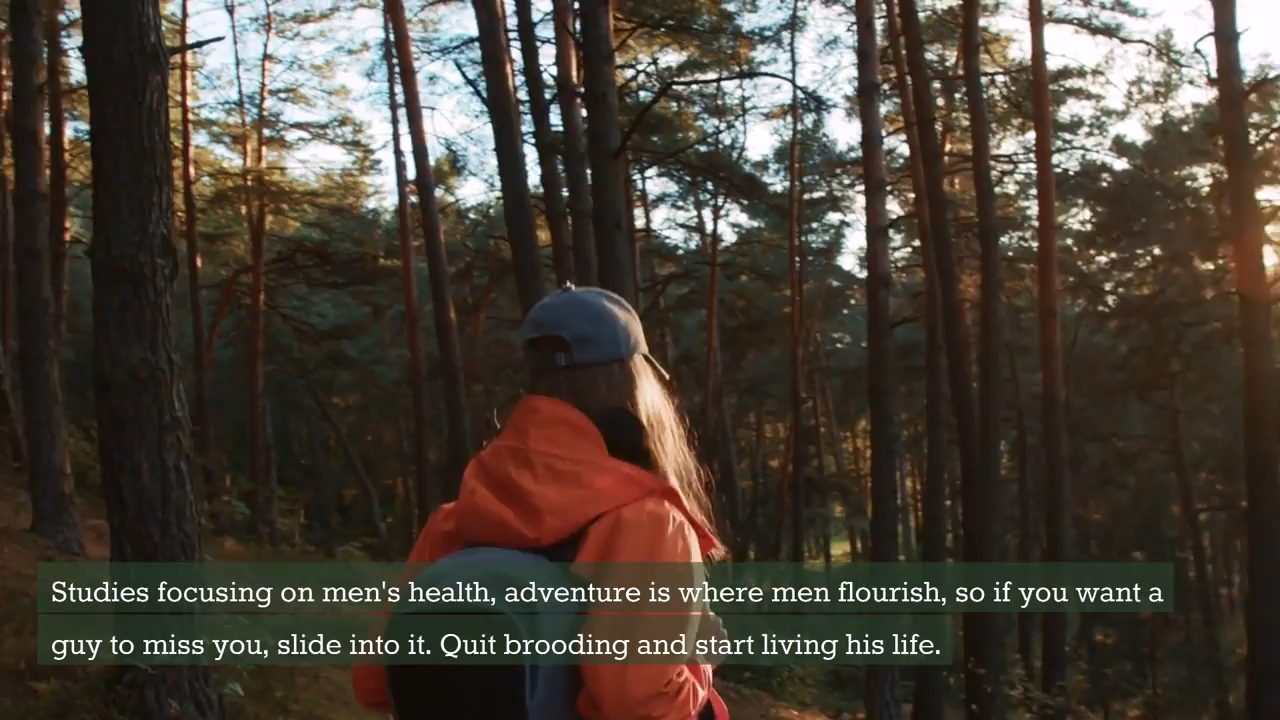 Studies focusing on men's health, adventure is where men flourish, so if you want a
guy to miss you, slide into it. Quit brooding and start living his life.